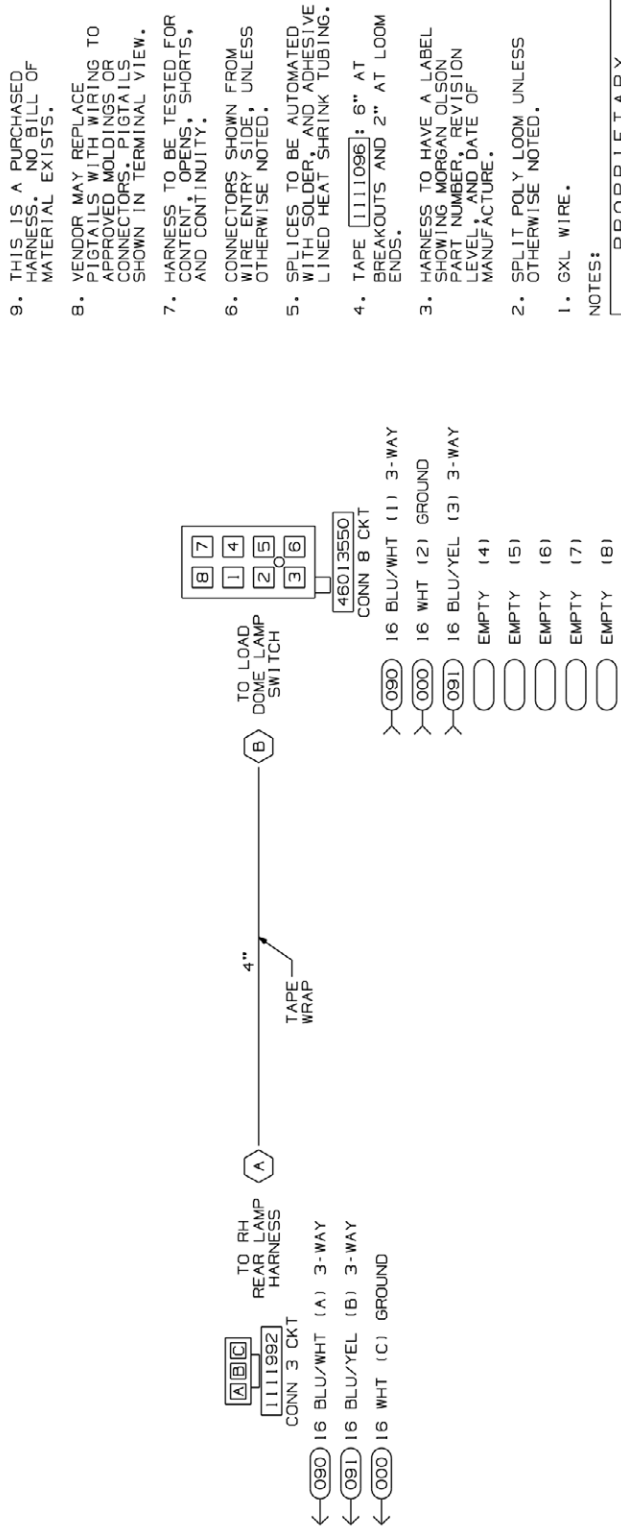 9. THIS IS A PURCHASED
HARNESS. NO BILL OF
MATERIAL EXISTS.
8. VENDOR MAY REPLACE
PIGTAILS WITH WIRING TO
APPROVED MOLDINGS OR
CONNECTORS. PIGTAILS
SHOWN IN TERMINAL VIEW.
7. HARNESS TO BE TESTED FOR
CONTENT, OPENS, SHORTS,
AND CONTINUITY.
6. CONNECTORS SHOWN FROM
WIRE ENTRY SIDE, UNLESS
OTHERWISE NOTED.
5. SPLICES TO BE AUTOMATED
WITH SOLDER, AND ADHESIVE
LINED HEAT SHRINK TUBING.
4. TAPE 1111096: 6" AT
BREAKOUTS AND 2" AT LOOM
ENDS.
3. HARNESS TO HAVE A LABEL
SHOWING MORGAN OLSON
PART NUMBER, REVISION
LEVEL, AND DATE OF
MANUFACTURE.
2. SPLIT POLY LOOM UNLESS
OTHERWISE NOTED.
1. GXL WIRE.
NOTES:
PROPRIETARY
A B C
1111992
CONN 3 CKT
TO RH
REAR LAMP
HARNESS
A
090 16 BLU/WHT (A) 3-WAY
091 16 BLU/YEL (B) 3-WAY
000 16 WHT (C) GROUND
4"
TAPE
WRAP
B
TO LOAD
DOME LAMP
SWITCH
8 7
1 4
2 5
3 6
46013550
CONN 8 CKT
090 16 BLU/WHT (1) 3-WAY
000 16 WHT (2) GROUND
091 16 BLU/YEL (3) 3-WAY
EMPTY (4)
EMPTY (5)
EMPTY (6)
EMPTY (7)
EMPTY (8)